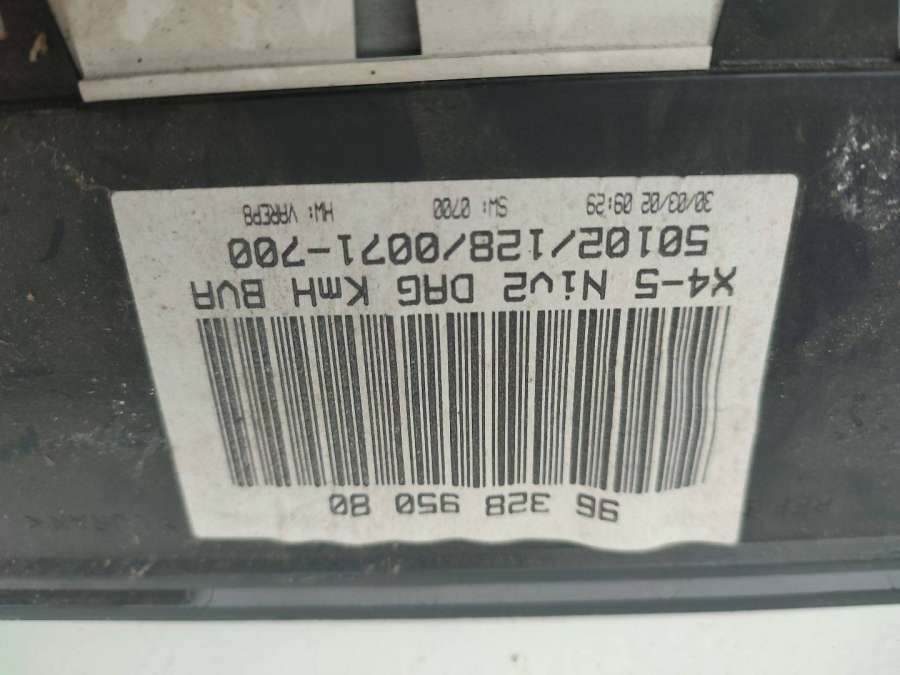 96 328 950 80
X4-5 Niv2 DAG KmH BVA
50102/128/0071-700
30/03/02 09:29 SW: 0700 HW: VAREP8